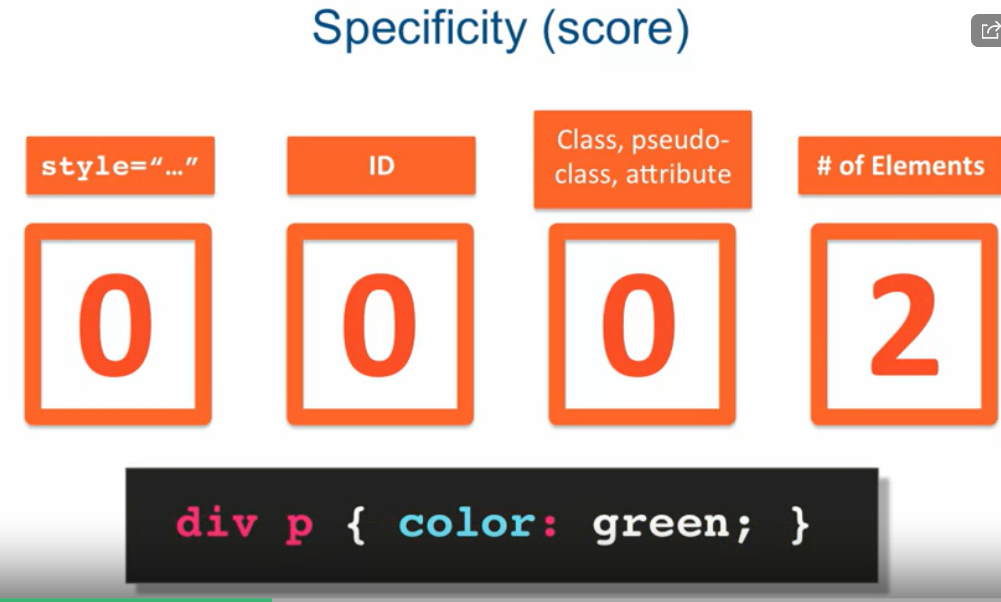 Specificity (score)
style=“…”
ID
Class, pseudo-
class, attribute
# of Elements
0
0
0
2
div p { color: green; }